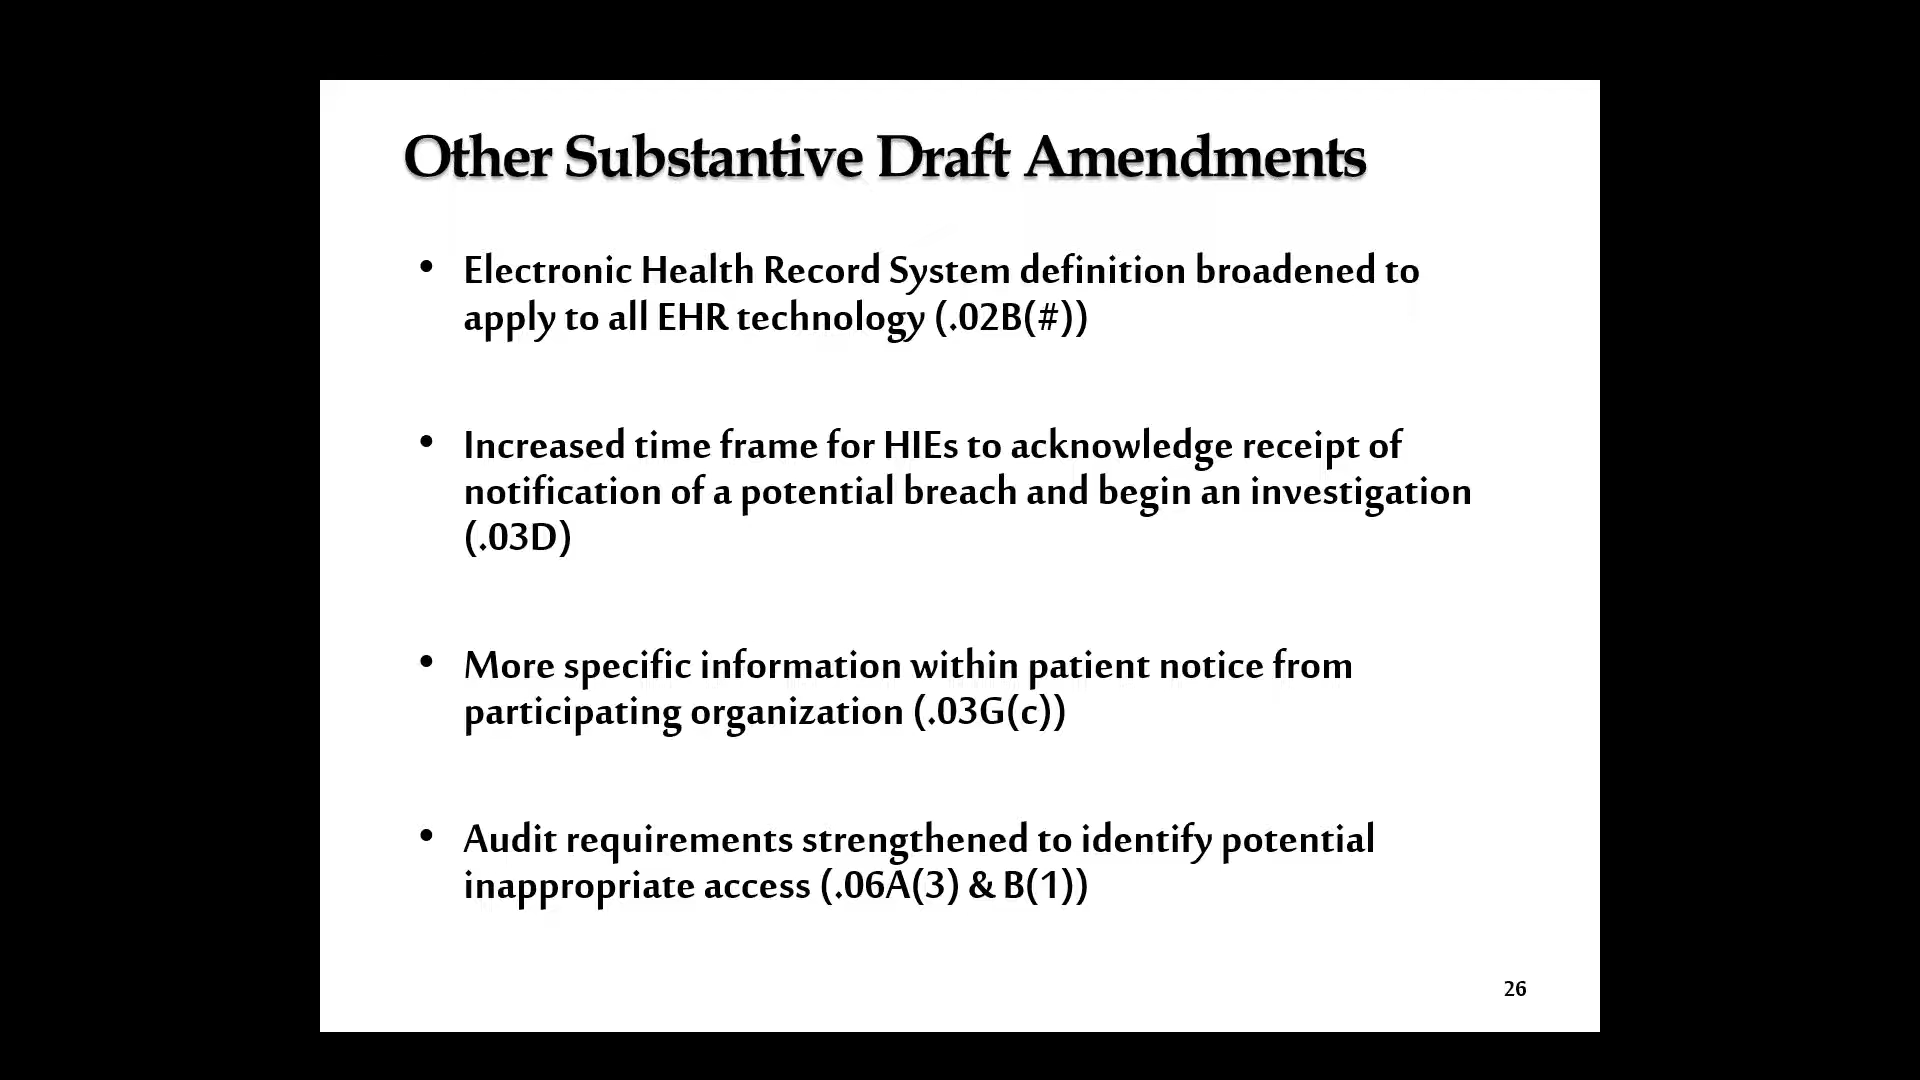 Other Substantive Draft Amendments
• Electronic Health Record System definition broadened to
apply to all EHR technology (.02B(#))
• Increased time frame for HIEs to acknowledge receipt of
notification of a potential breach and begin an investigation
(.03D)
• More specific information within patient notice from
participating organization (.03G(c))
• Audit requirements strengthened to identify potential
inappropriate access (.06A(3) & B(1))
26